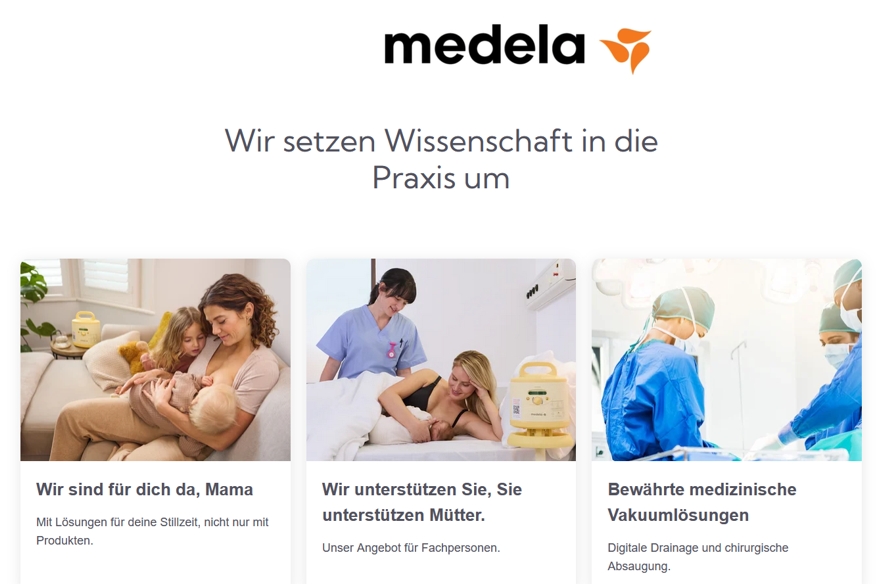 medela
Wir setzen Wissenschaft in die
Praxis um
Wir sind für dich da, Mama
Mit Lösungen für deine Stillzeit, nicht nur mit
Produkten.
Wir unterstützen Sie, Sie
unterstützen Mütter.
Unser Angebot für Fachpersonen.
Bewährte medizinische
Vakuumlösungen
Digitale Drainage und chirurgische
Absaugung.